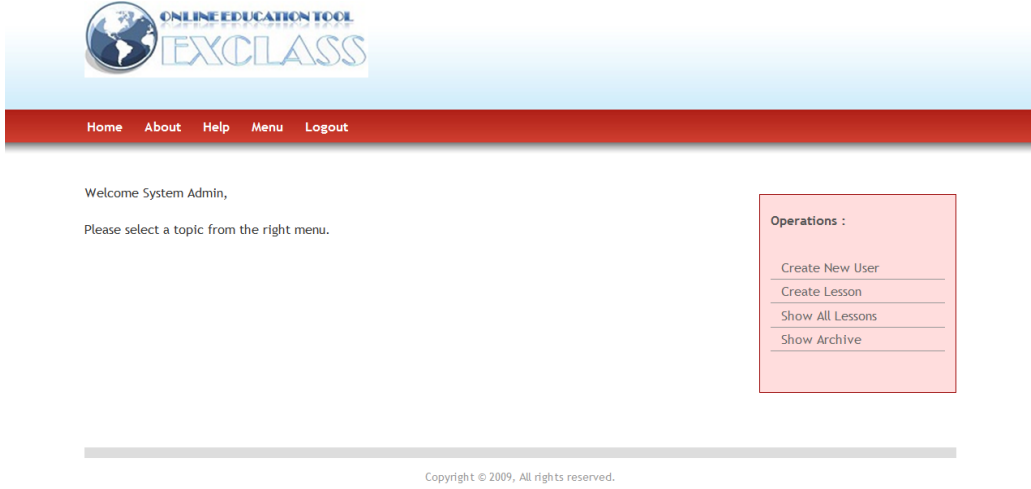 ONLINE EDUCATION TOOL
EXCLASS
Home About Help Menu Logout
Welcome System Admin,
Please select a topic from the right menu.
Operations :
Create New User
Create Lesson
Show All Lessons
Show Archive
Copyright © 2009, All rights reserved.